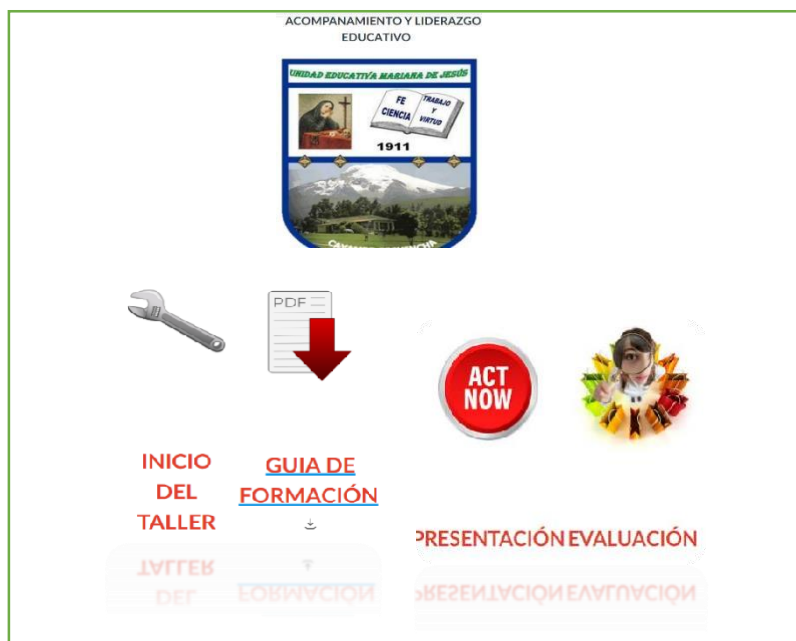 ACOMPANAMIENTO Y LIDERAZGO
EDUCATIVO
UNIDAD EDUCATIVA MARIANA DE JESÚS
FE
CIENCIA
TRABAJO
Y
VIRTUD
1911
PDF
ACT
NOW
INICIO
DEL
TALLER
GUIA DE
FORMACIÓN
PRESENTACIÓN EVALUACIÓN